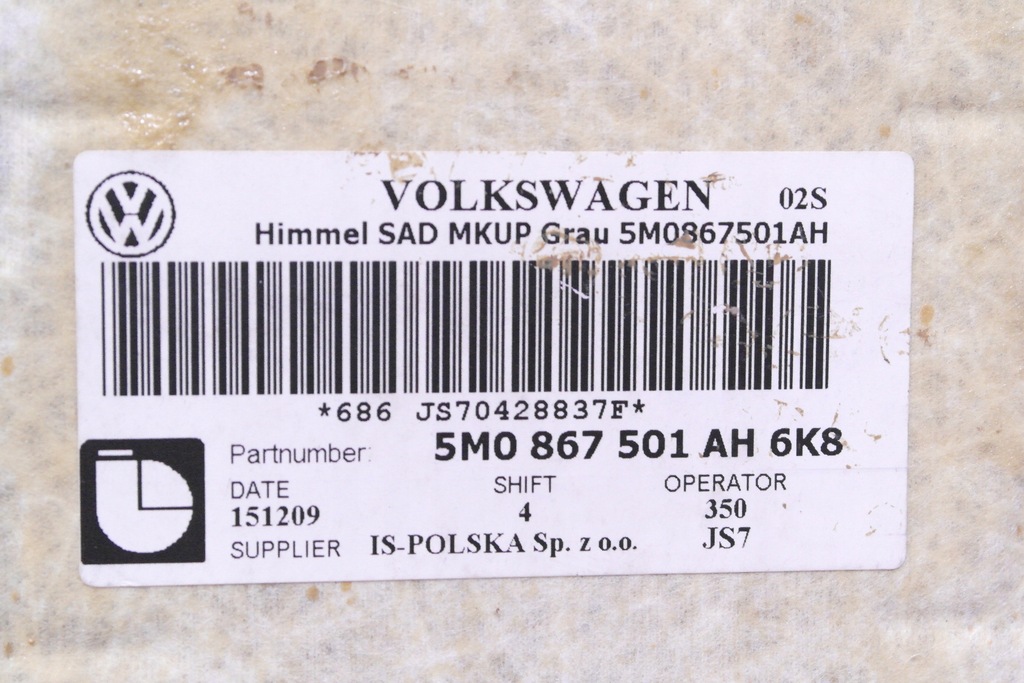 VOLKSWAGEN 02S
Himmel SAD MKUP Grau 5M0867501AH
*686 JS70428837F*
Partnumber: 5M0 867 501 AH 6K8
DATE SHIFT OPERATOR
151209 4 350
SUPPLIER IS-POLSKA Sp. z o.o. JS7